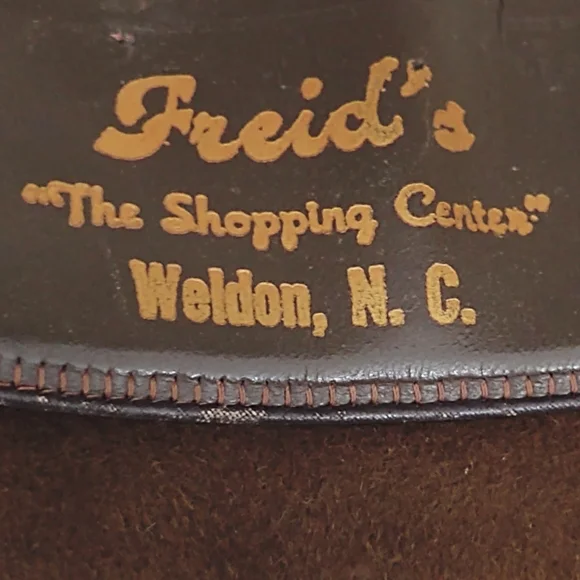 Freid's
"The Shopping Center"
Weldon, N. C.